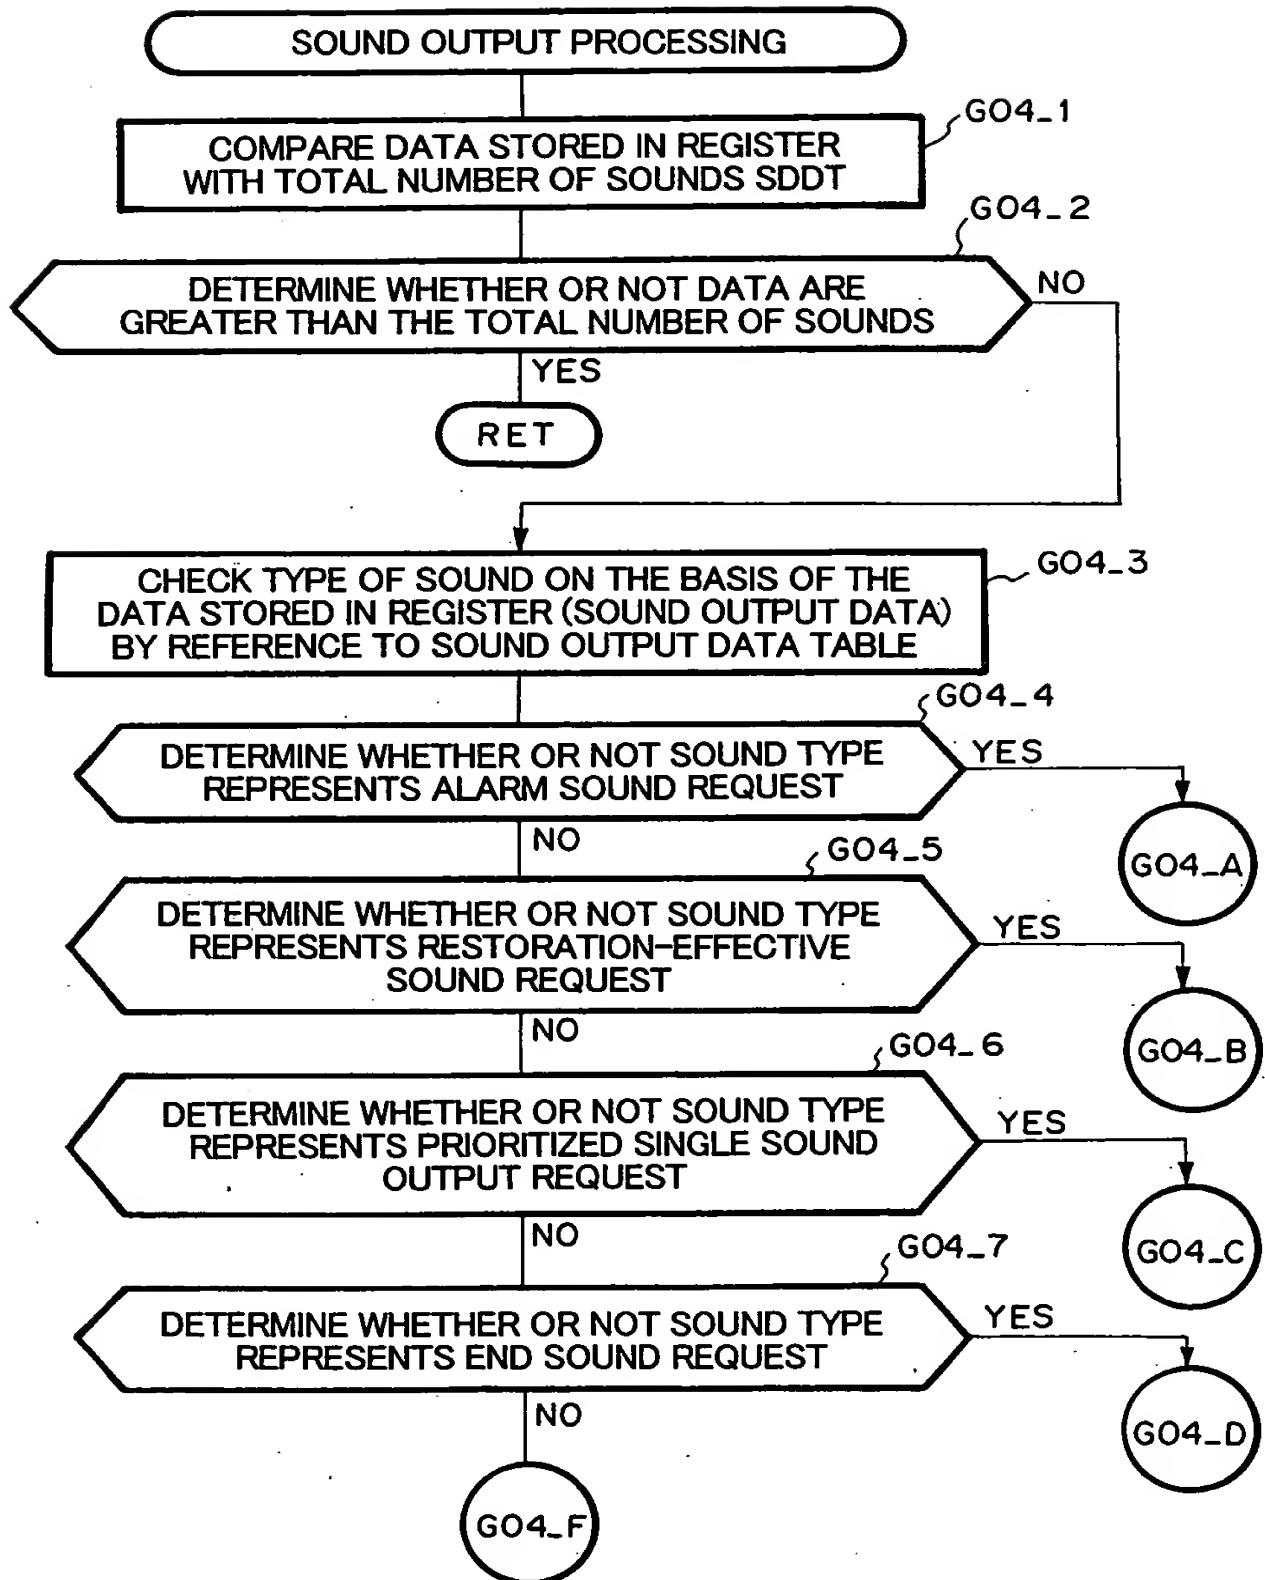 SOUND OUTPUT PROCESSING
G04_1
COMPARE DATA STORED IN REGISTER
WITH TOTAL NUMBER OF SOUNDS SDDT
G04_2
DETERMINE WHETHER OR NOT DATA ARE
GREATER THAN THE TOTAL NUMBER OF SOUNDS
NO
YES
RET
G04_3
CHECK TYPE OF SOUND ON THE BASIS OF THE
DATA STORED IN REGISTER (SOUND OUTPUT DATA)
BY REFERENCE TO SOUND OUTPUT DATA TABLE
G04_4
DETERMINE WHETHER OR NOT SOUND TYPE
REPRESENTS ALARM SOUND REQUEST
YES
NO
G04_A
G04_5
DETERMINE WHETHER OR NOT SOUND TYPE
REPRESENTS RESTORATION-EFFECTIVE
SOUND REQUEST
YES
NO
G04_B
G04_6
DETERMINE WHETHER OR NOT SOUND TYPE
REPRESENTS PRIORITIZED SINGLE SOUND
OUTPUT REQUEST
YES
NO
G04_C
G04_7
DETERMINE WHETHER OR NOT SOUND TYPE
REPRESENTS END SOUND REQUEST
YES
NO
G04_D
G04_F